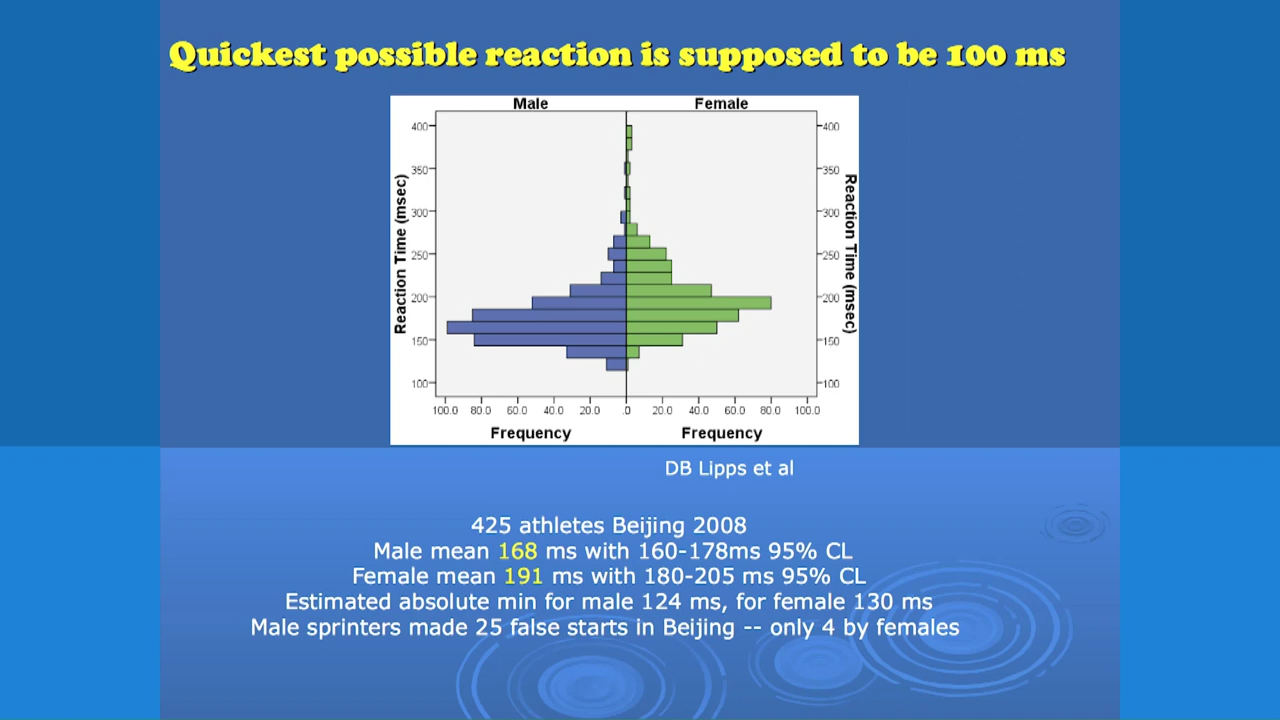 Quickest possible reaction is supposed to be 100 ms
Male Female
400 400
350 350
300 300
250 250
200 200
150 150
100 100
Reaction Time (msec)
Reaction Time (msec)
100.0 80.0 60.0 40.0 20.0 .0 20.0 40.0 60.0 80.0 100.0
Frequency Frequency
DB Lipps et al
425 athletes Beijing 2008
Male mean 168 ms with 160-178ms 95% CL
Female mean 191 ms with 180-205 ms 95% CL
Estimated absolute min for male 124 ms, for female 130 ms
Male sprinters made 25 false starts in Beijing -- only 4 by females